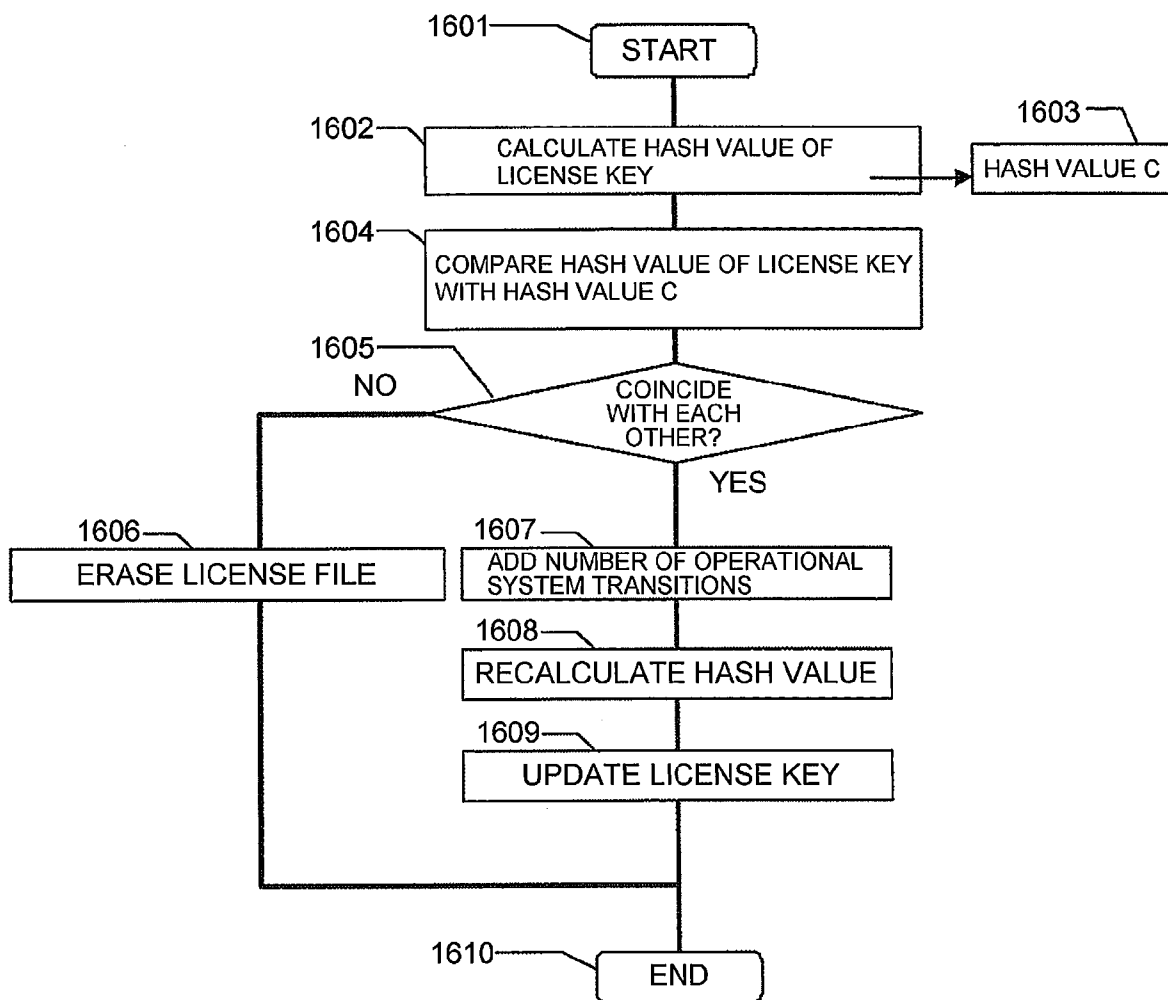 1601
START
1602
CALCULATE HASH VALUE OF
LICENSE KEY
1603
HASH VALUE C
1604
COMPARE HASH VALUE OF LICENSE KEY
WITH HASH VALUE C
1605
NO
COINCIDE
WITH EACH
OTHER?
YES
1606
ERASE LICENSE FILE
1607
ADD NUMBER OF OPERATIONAL
SYSTEM TRANSITIONS
1608
RECALCULATE HASH VALUE
1609
UPDATE LICENSE KEY
1610
END